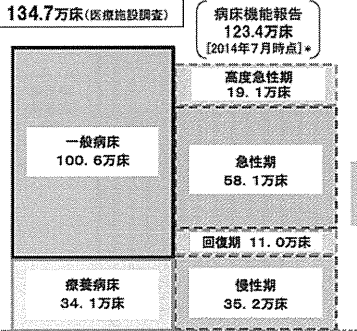 134.7万床(医療施設調査)
病床機能報告
123.4万床
[2014年7月時点]*
高度急性期
19.1万床
一般病床
100.6万床
急性期
58.1万床
回復期 11.0万床
療養病床
34.1万床
慢性期
35.2万床